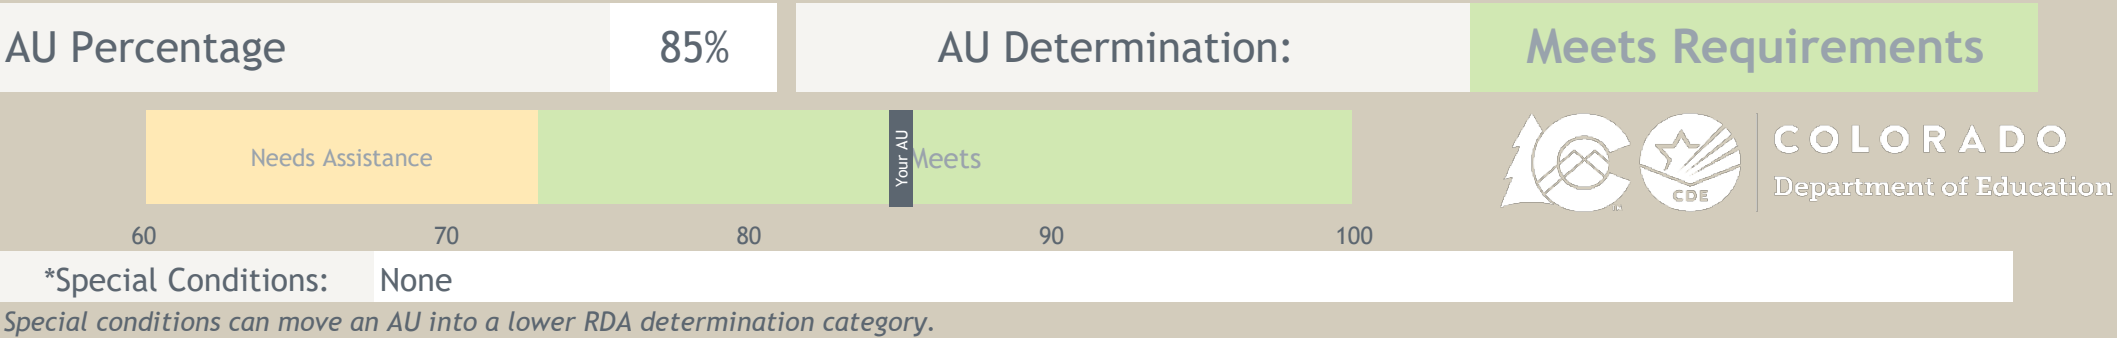 AU Percentage 85% AU Determination: Meets Requirements
Needs Assistance
Your AU
Meets
COLORADO
Department of Education
CDE
60 70 80 90 100
*Special Conditions: None
Special conditions can move an AU into a lower RDA determination category.